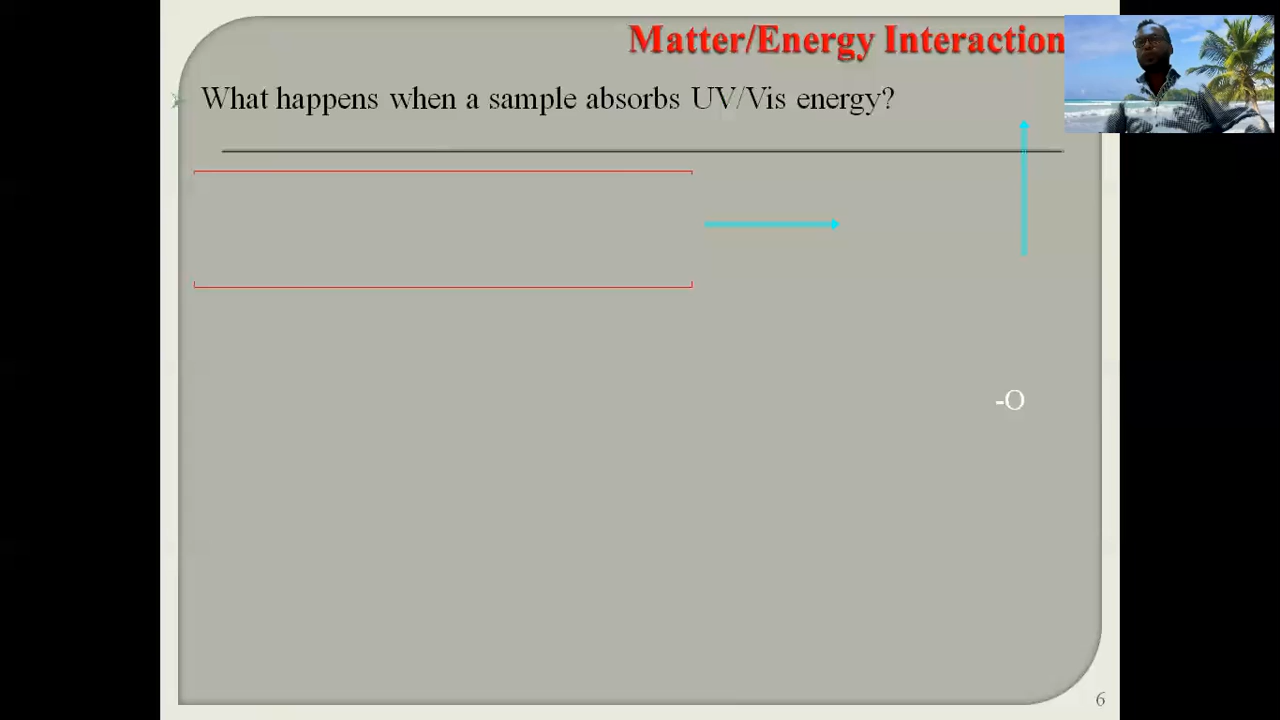 Matter/Energy Interaction
What happens when a sample absorbs UV/Vis energy?
-O
6